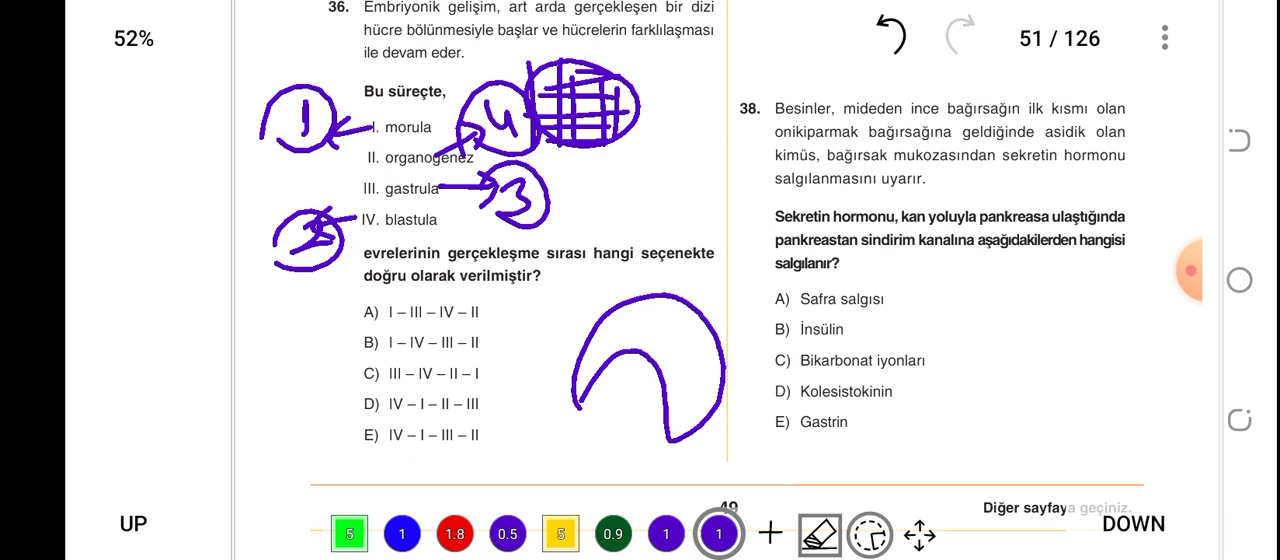 52%
51 / 126
36. Embriyonik gelişim, art arda gerçekleşen bir dizi
hücre bölünmesiyle başlar ve hücrelerin farklılaşması
ile devam eder.
Bu süreçte,
I. morula
II. organogenez
III. gastrula
IV. blastula
1
4
3
2
evrelerinin gerçekleşme sırası hangi seçenekte
doğru olarak verilmiştir?
A) I – III – IV – II
B) I – IV – III – II
C) III – IV – II – I
D) IV – I – II – III
E) IV – I – III – II
38. Besinler, mideden ince bağırsağın ilk kısmı olan
onikiparmak bağırsağına geldiğinde asidik olan
kimüs, bağırsak mukozasından sekretin hormonu
salgılanmasını uyarır.
Sekretin hormonu, kan yoluyla pankreasa ulaştığında
pankreastan sindirim kanalına aşağıdakilerden hangisi
salgılanır?
A) Safra salgısı
B) İnsülin
C) Bikarbonat iyonları
D) Kolesistokinin
E) Gastrin
49
Diğer sayfaya geçiniz.
UP
5
1
1.8
0.5
5
0.9
1
1
DOWN